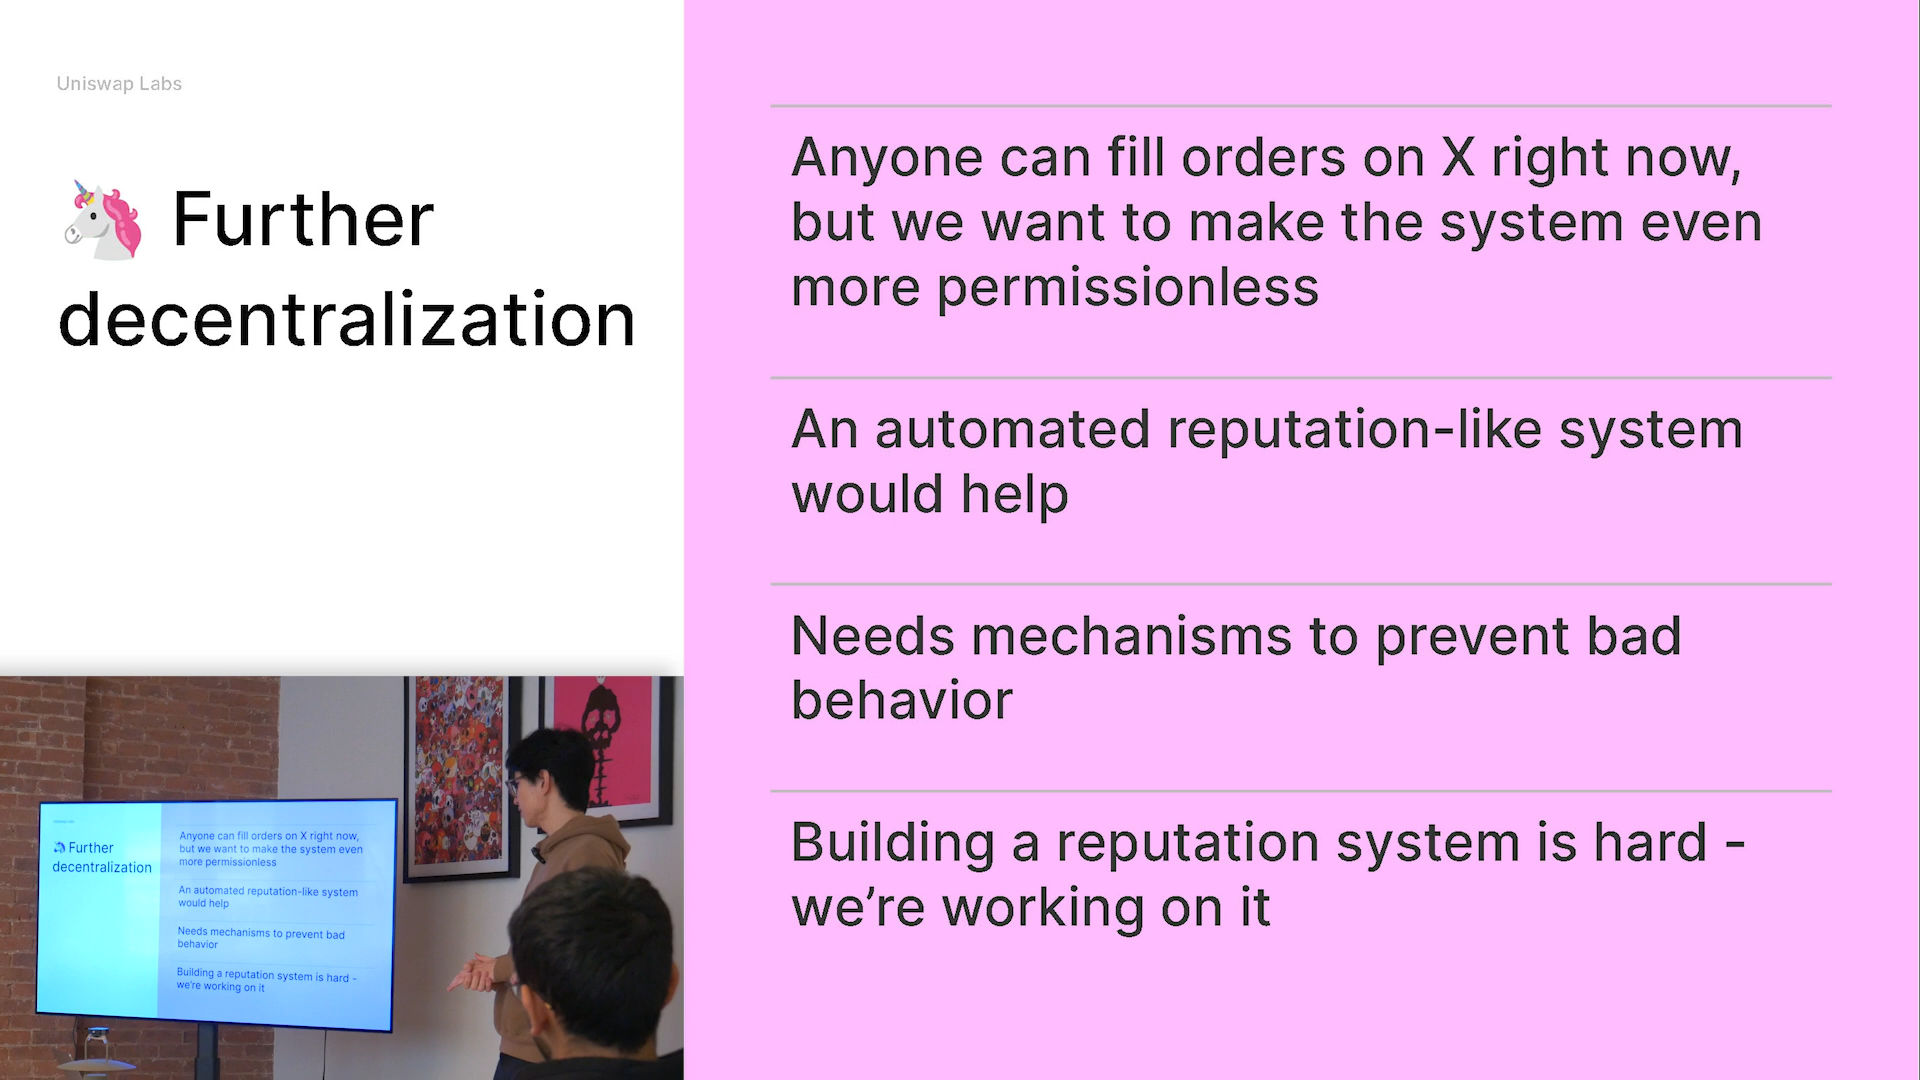 Uniswap Labs
🦄 Further
decentralization
Anyone can fill orders on X right now,
but we want to make the system even
more permissionless
An automated reputation-like system
would help
Needs mechanisms to prevent bad
behavior
Building a reputation system is hard -
we're working on it
Further
decentralization
Anyone can fill orders on X right now,
but we want to make the system even
more permissionless
An automated reputation-like system
would help
Needs mechanisms to prevent bad
behavior
Building a reputation system is hard -
we're working on it